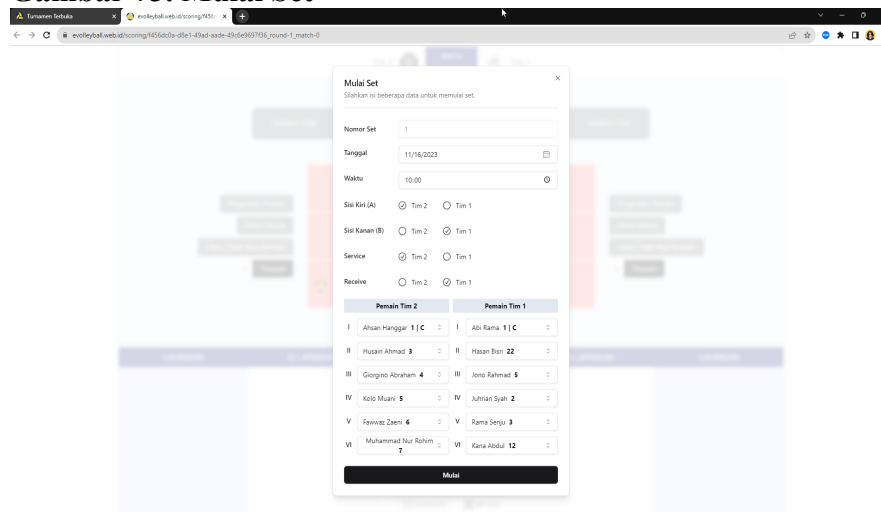 Turnamen Terbuka
evolleyball.web.id/scoring/f456
evolleyball.web.id/scoring/f456dc0a-d8e1-49ad-aade-49c6e9697f36_round-1_match-0
Mulai Set
Silahkan isi beberapa data untuk memulai set.
Nomor Set 1
Tanggal 11/16/2023
Waktu 10:00
Sisi Kiri (A) Tim 2 Tim 1
Sisi Kanan (B) Tim 2 Tim 1
Service Tim 2 Tim 1
Receive Tim 2 Tim 1
Pemain Tim 2 Pemain Tim 1
I Ahsan Hanggar 1 | C I Abi Rama 1 | C
II Husain Ahmad 3 II Hasan Bisri 22
III Giorgino Abraham 4 III Jono Rahmad 5
IV Kolo Muani 5 IV Juhrian Syah 2
V Fawwaz Zaeni 6 V Rama Senju 3
VI Muhammad Nur Rohim 7 VI Kana Abdul 12
Mulai